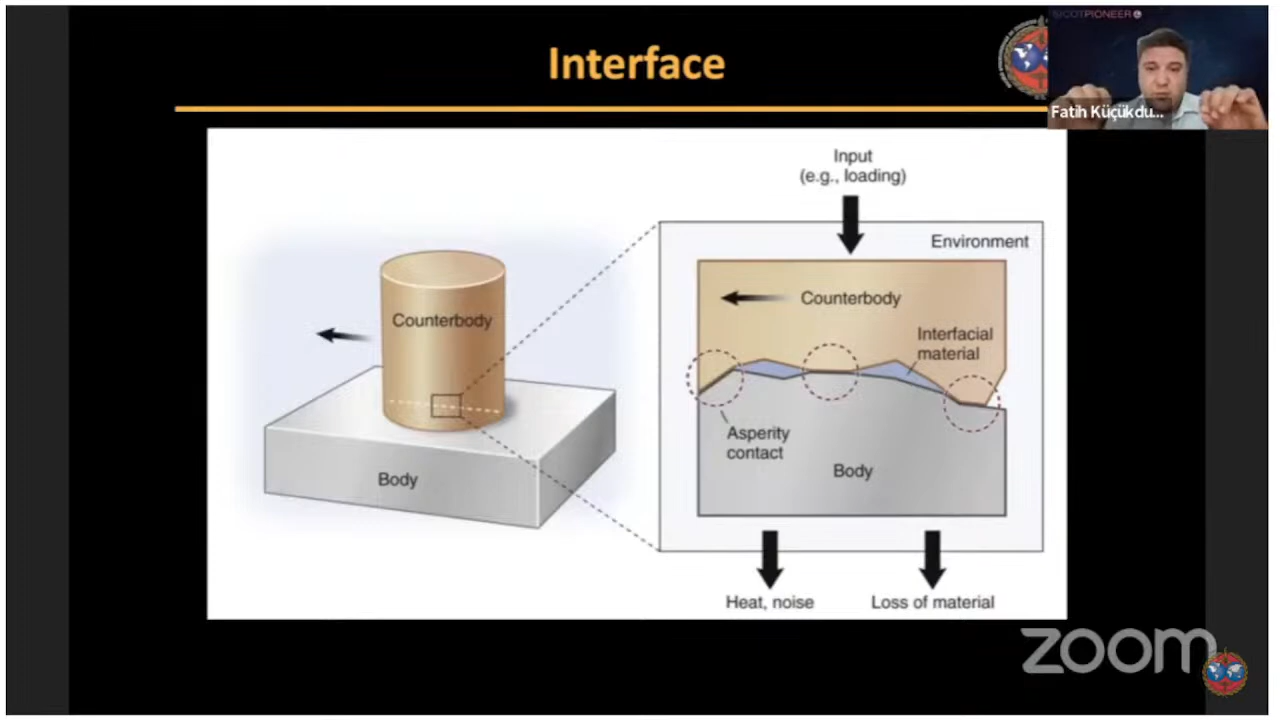 Interface
SICOTPIONEER
Fatih Küçükdu...
Input
(e.g., loading)
Environment
Counterbody
Counterbody
Interfacial
material
Asperity
contact
Body
Body
Heat, noise
Loss of material
zoom